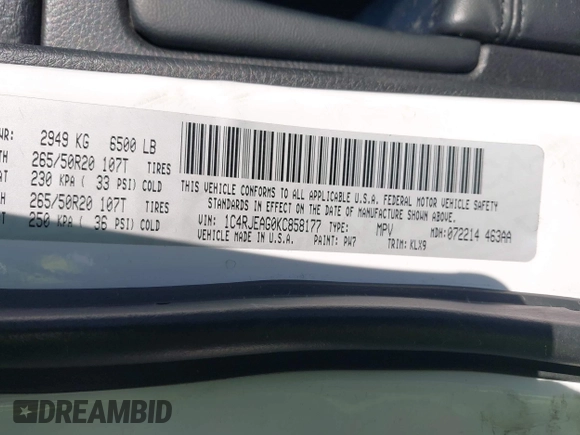 WR: 2949 KG 6500 LB
TH 265/50R20 107T TIRES
AT 230 KPA ( 33 PSI) COLD
TH 265/50R20 107T TIRES
AT 250 KPA ( 36 PSI) COLD
THIS VEHICLE CONFORMS TO ALL APPLICABLE U.S.A. FEDERAL MOTOR VEHICLE SAFETY
STANDARDS IN EFFECT ON THE DATE OF MANUFACTURE SHOWN ABOVE.
VIN: 1C4RJEAG0KC858177 TYPE: MPV MDH: 072214 463AA
VEHICLE MADE IN U.S.A. PAINT: PW7 TRIM: KLX9
DREAMBID